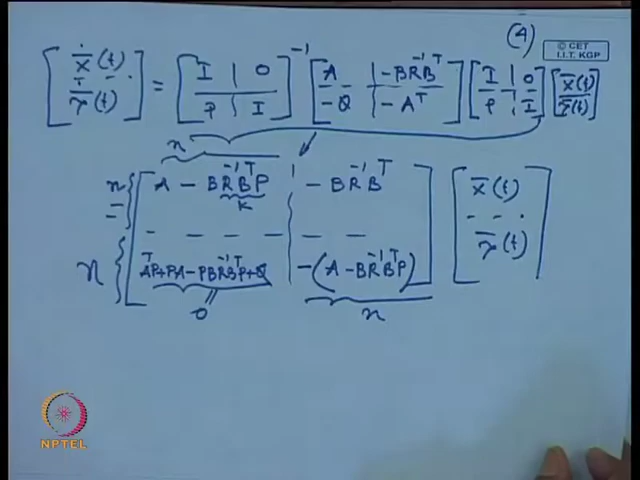 (4)
© CET
I.I.T. KGP
[ẋ̄(t) / λ̄̇(t)] = [I | 0 / P | I]⁻¹ [A | -BR⁻¹Bᵀ / -Q | -Aᵀ] [I | 0 / P | I] [x̄(t) / λ̄(t)]
n
n { A - BR⁻¹BᵀP | - BR⁻¹Bᵀ x̄(t)
K
n { AᵀP+PA-PBR⁻¹BᵀP+Q | -(A - BR⁻¹BᵀP) λ̄(t)
0 n
NPTEL